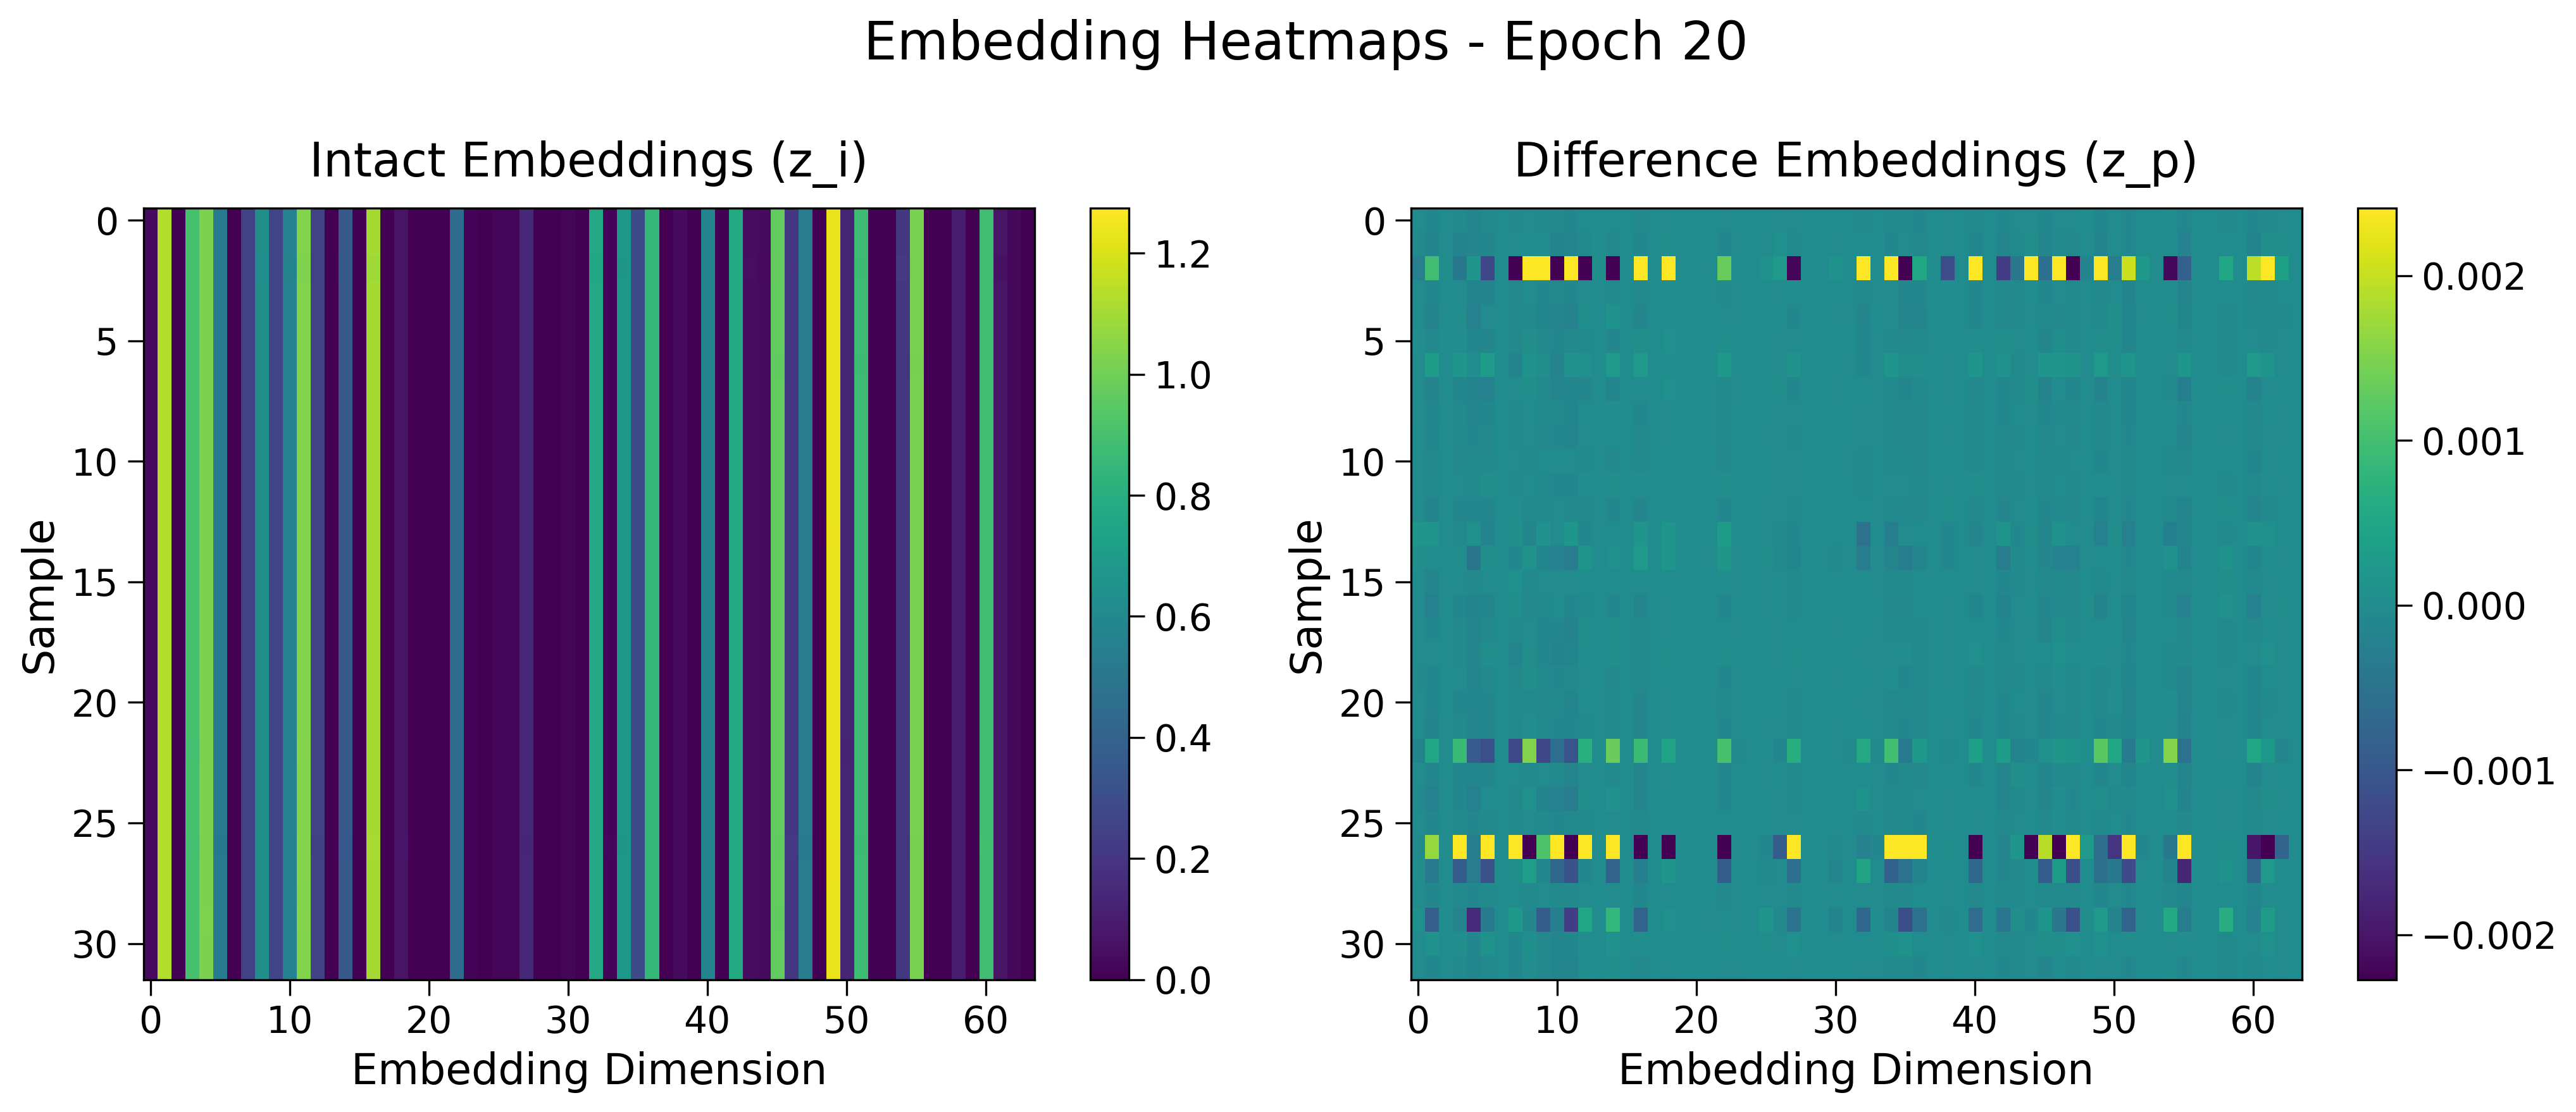 Embedding Heatmaps - Epoch 20
Intact Embeddings (z_i)
0
5
10
15
20
25
30
Sample
0 10 20 30 40 50 60
Embedding Dimension
1.2
1.0
0.8
0.6
0.4
0.2
0.0
Difference Embeddings (z_p)
0
5
10
15
20
25
30
Sample
0 10 20 30 40 50 60
Embedding Dimension
0.002
0.001
0.000
−0.001
−0.002